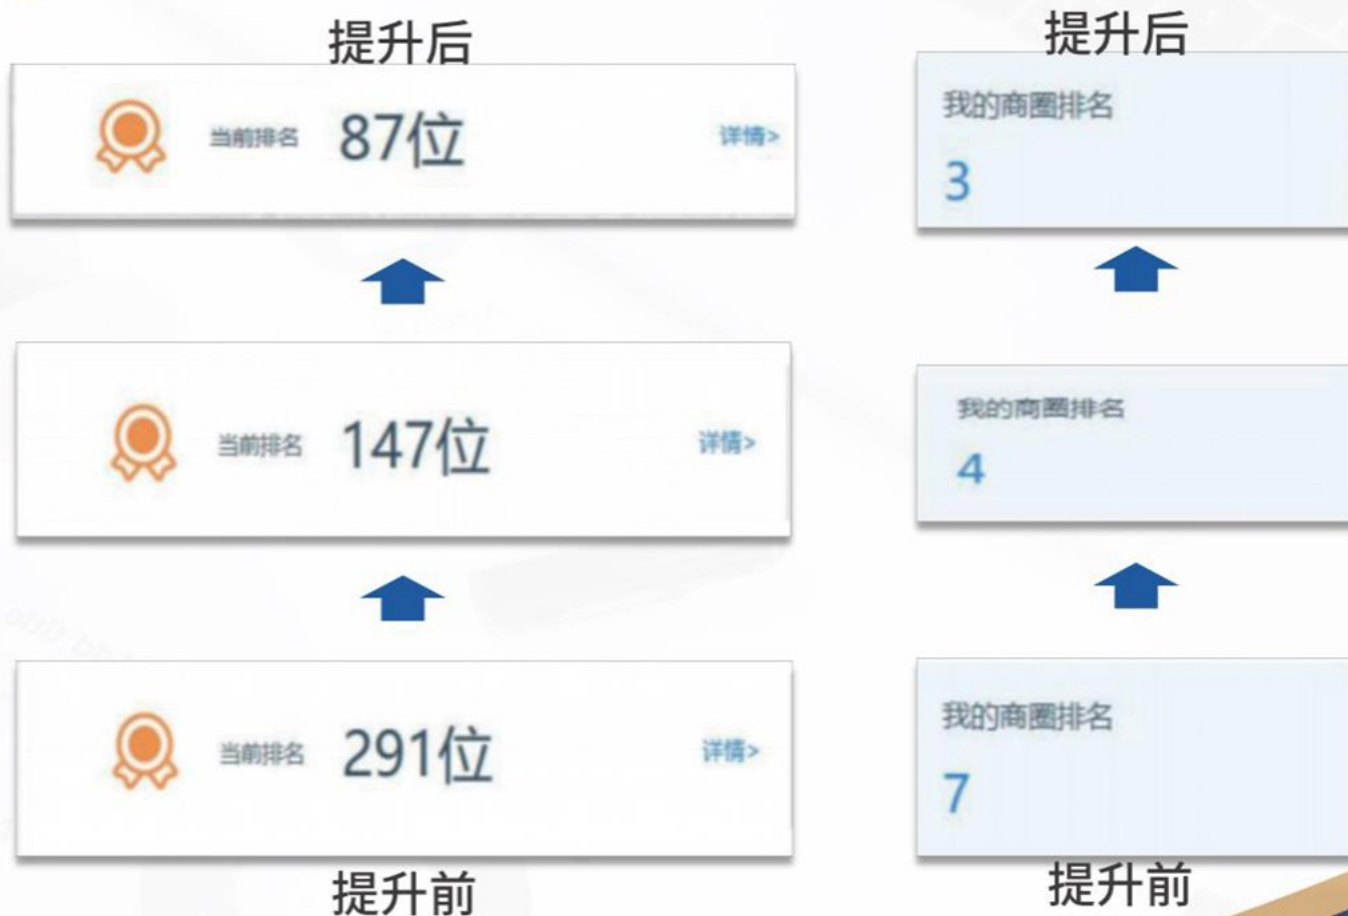 提升后
当前排名 87位 详情>
当前排名 147位 详情>
当前排名 291位 详情>
提升前
提升后
我的商圈排名
3
我的商圈排名
4
我的商圈排名
7
提升前